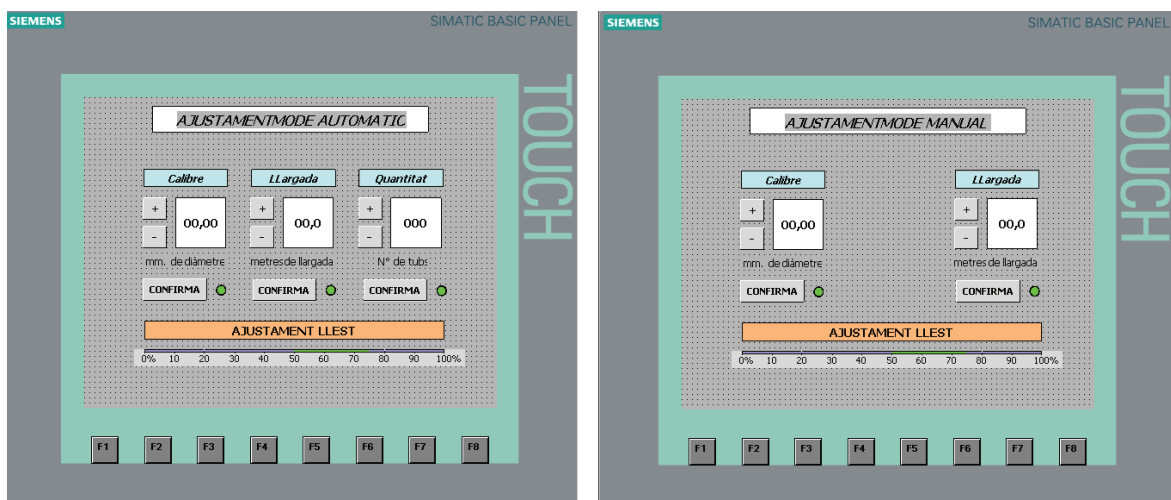 SIEMENS SIMATIC BASIC PANEL
TOUCH
AJUSTAMENTMODE AUTOMATIC
Calibre LLargada Quantitat
+ + +
00,00 00,0 000
- - -
mm. de diàmetre metres de llargada Nº de tubs
CONFIRMA CONFIRMA CONFIRMA
AJUSTAMENT LLEST
0% 10 20 30 40 50 60 70 80 90 100%
F1 F2 F3 F4 F5 F6 F7 F8
SIEMENS SIMATIC BASIC PANEL
TOUCH
AJUSTAMENTMODE MANUAL
Calibre LLargada
+ +
00,00 00,0
- -
mm. de diàmetre metres de llargada
CONFIRMA CONFIRMA
AJUSTAMENT LLEST
0% 10 20 30 40 50 60 70 80 90 100%
F1 F2 F3 F4 F5 F6 F7 F8